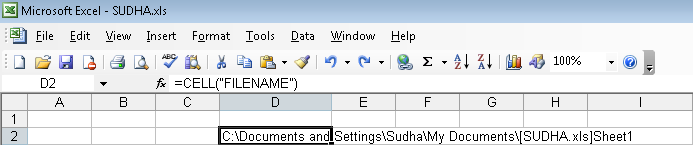 Microsoft Excel - SUDHA.xls
File Edit View Insert Format Tools Data Window Help
100%
D2 fx =CELL("FILENAME")
A B C D E F G H I
1
2 C:\Documents and Settings\Sudha\My Documents\[SUDHA.xls]Sheet1